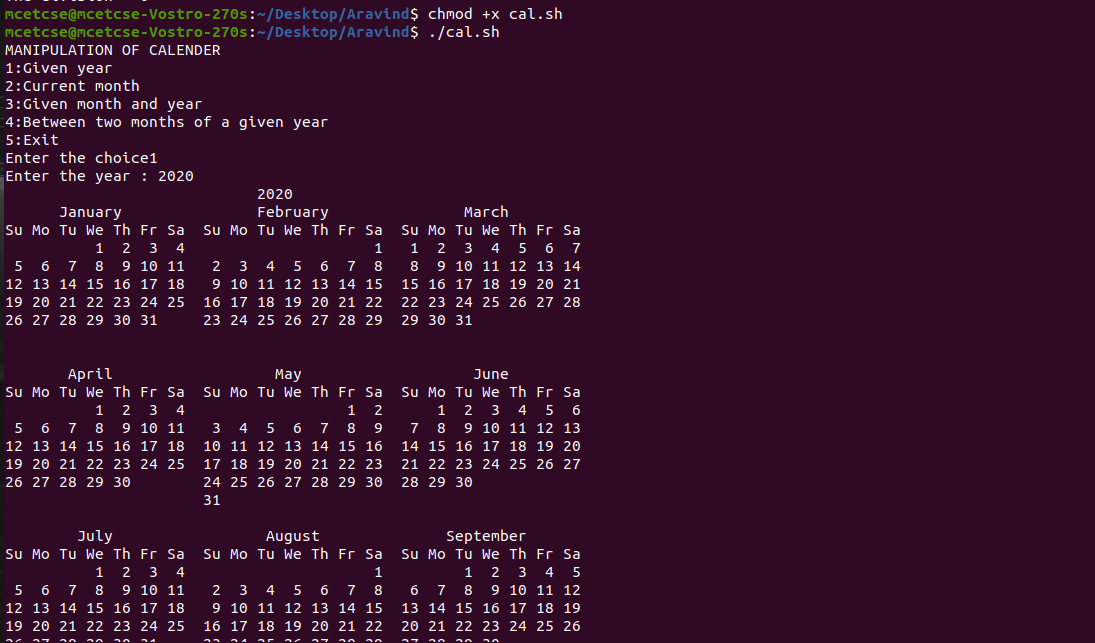 mcetcse@mcetcse-Vostro-270s:~/Desktop/Aravind$ chmod +x cal.sh
mcetcse@mcetcse-Vostro-270s:~/Desktop/Aravind$ ./cal.sh
MANIPULATION OF CALENDER
1:Given year
2:Current month
3:Given month and year
4:Between two months of a given year
5:Exit
Enter the choice1
Enter the year : 2020
                            2020
      January               February               March
Su Mo Tu We Th Fr Sa  Su Mo Tu We Th Fr Sa  Su Mo Tu We Th Fr Sa
          1  2  3  4                     1   1  2  3  4  5  6  7
 5  6  7  8  9 10 11   2  3  4  5  6  7  8   8  9 10 11 12 13 14
12 13 14 15 16 17 18   9 10 11 12 13 14 15  15 16 17 18 19 20 21
19 20 21 22 23 24 25  16 17 18 19 20 21 22  22 23 24 25 26 27 28
26 27 28 29 30 31     23 24 25 26 27 28 29  29 30 31
       April                  May                   June
Su Mo Tu We Th Fr Sa  Su Mo Tu We Th Fr Sa  Su Mo Tu We Th Fr Sa
          1  2  3  4                  1  2      1  2  3  4  5  6
 5  6  7  8  9 10 11   3  4  5  6  7  8  9   7  8  9 10 11 12 13
12 13 14 15 16 17 18  10 11 12 13 14 15 16  14 15 16 17 18 19 20
19 20 21 22 23 24 25  17 18 19 20 21 22 23  21 22 23 24 25 26 27
26 27 28 29 30        24 25 26 27 28 29 30  28 29 30
                      31
        July                 August              September
Su Mo Tu We Th Fr Sa  Su Mo Tu We Th Fr Sa  Su Mo Tu We Th Fr Sa
          1  2  3  4                     1         1  2  3  4  5
 5  6  7  8  9 10 11   2  3  4  5  6  7  8   6  7  8  9 10 11 12
12 13 14 15 16 17 18   9 10 11 12 13 14 15  13 14 15 16 17 18 19
19 20 21 22 23 24 25  16 17 18 19 20 21 22  20 21 22 23 24 25 26